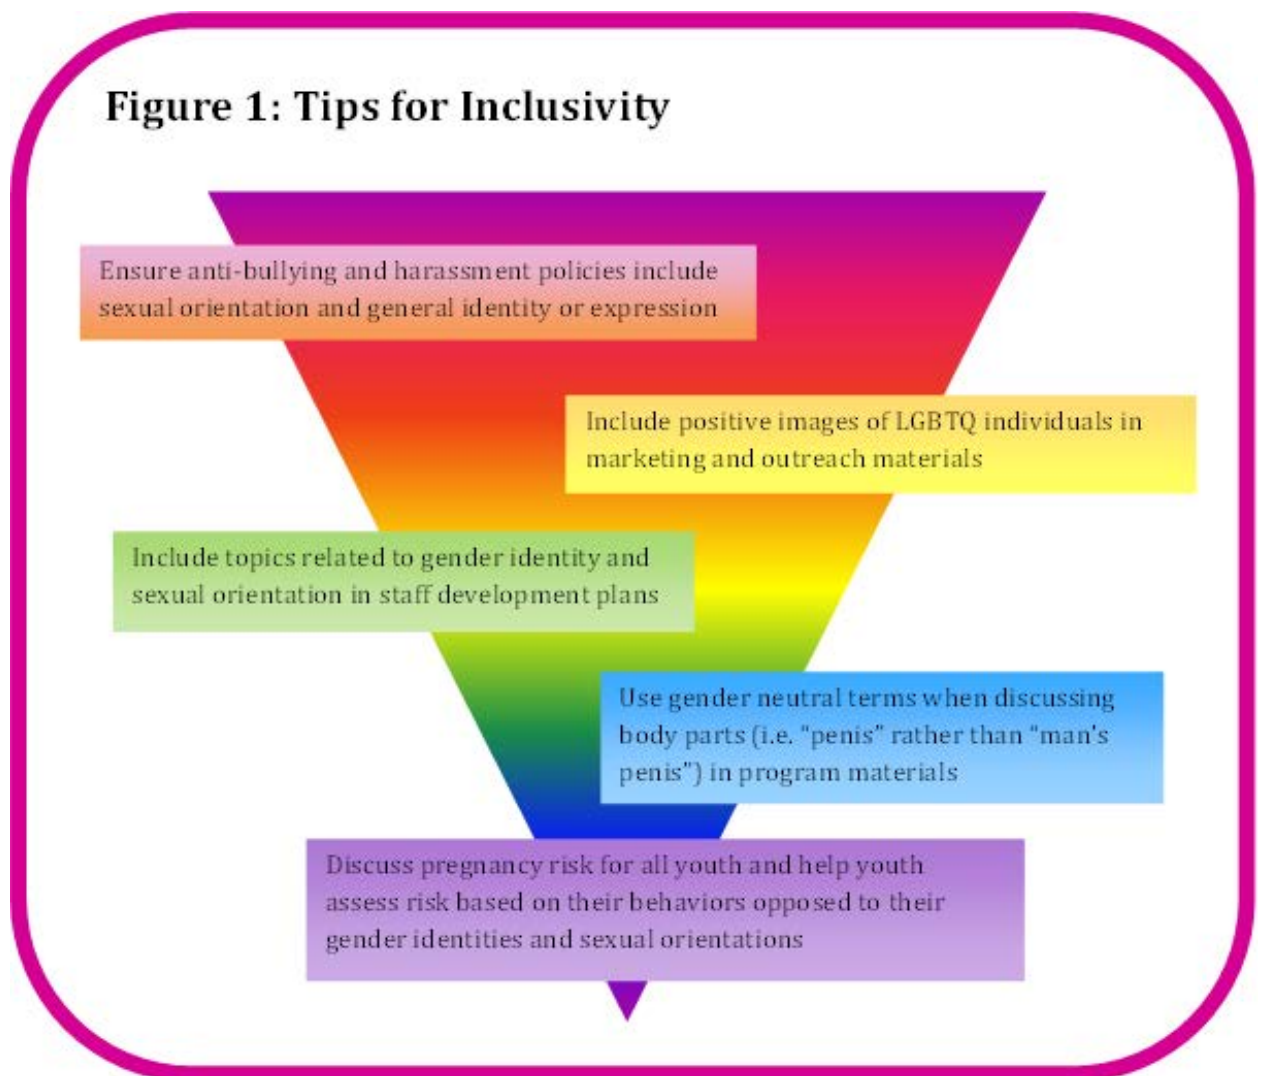 Figure 1: Tips for Inclusivity
Ensure anti-bullying and harassment policies include
sexual orientation and general identity or expression
Include positive images of LGBTQ individuals in
marketing and outreach materials
Include topics related to gender identity and
sexual orientation in staff development plans
Use gender neutral terms when discussing
body parts (i.e. “penis” rather than “man’s
penis”) in program materials
Discuss pregnancy risk for all youth and help youth
assess risk based on their behaviors opposed to their
gender identities and sexual orientations